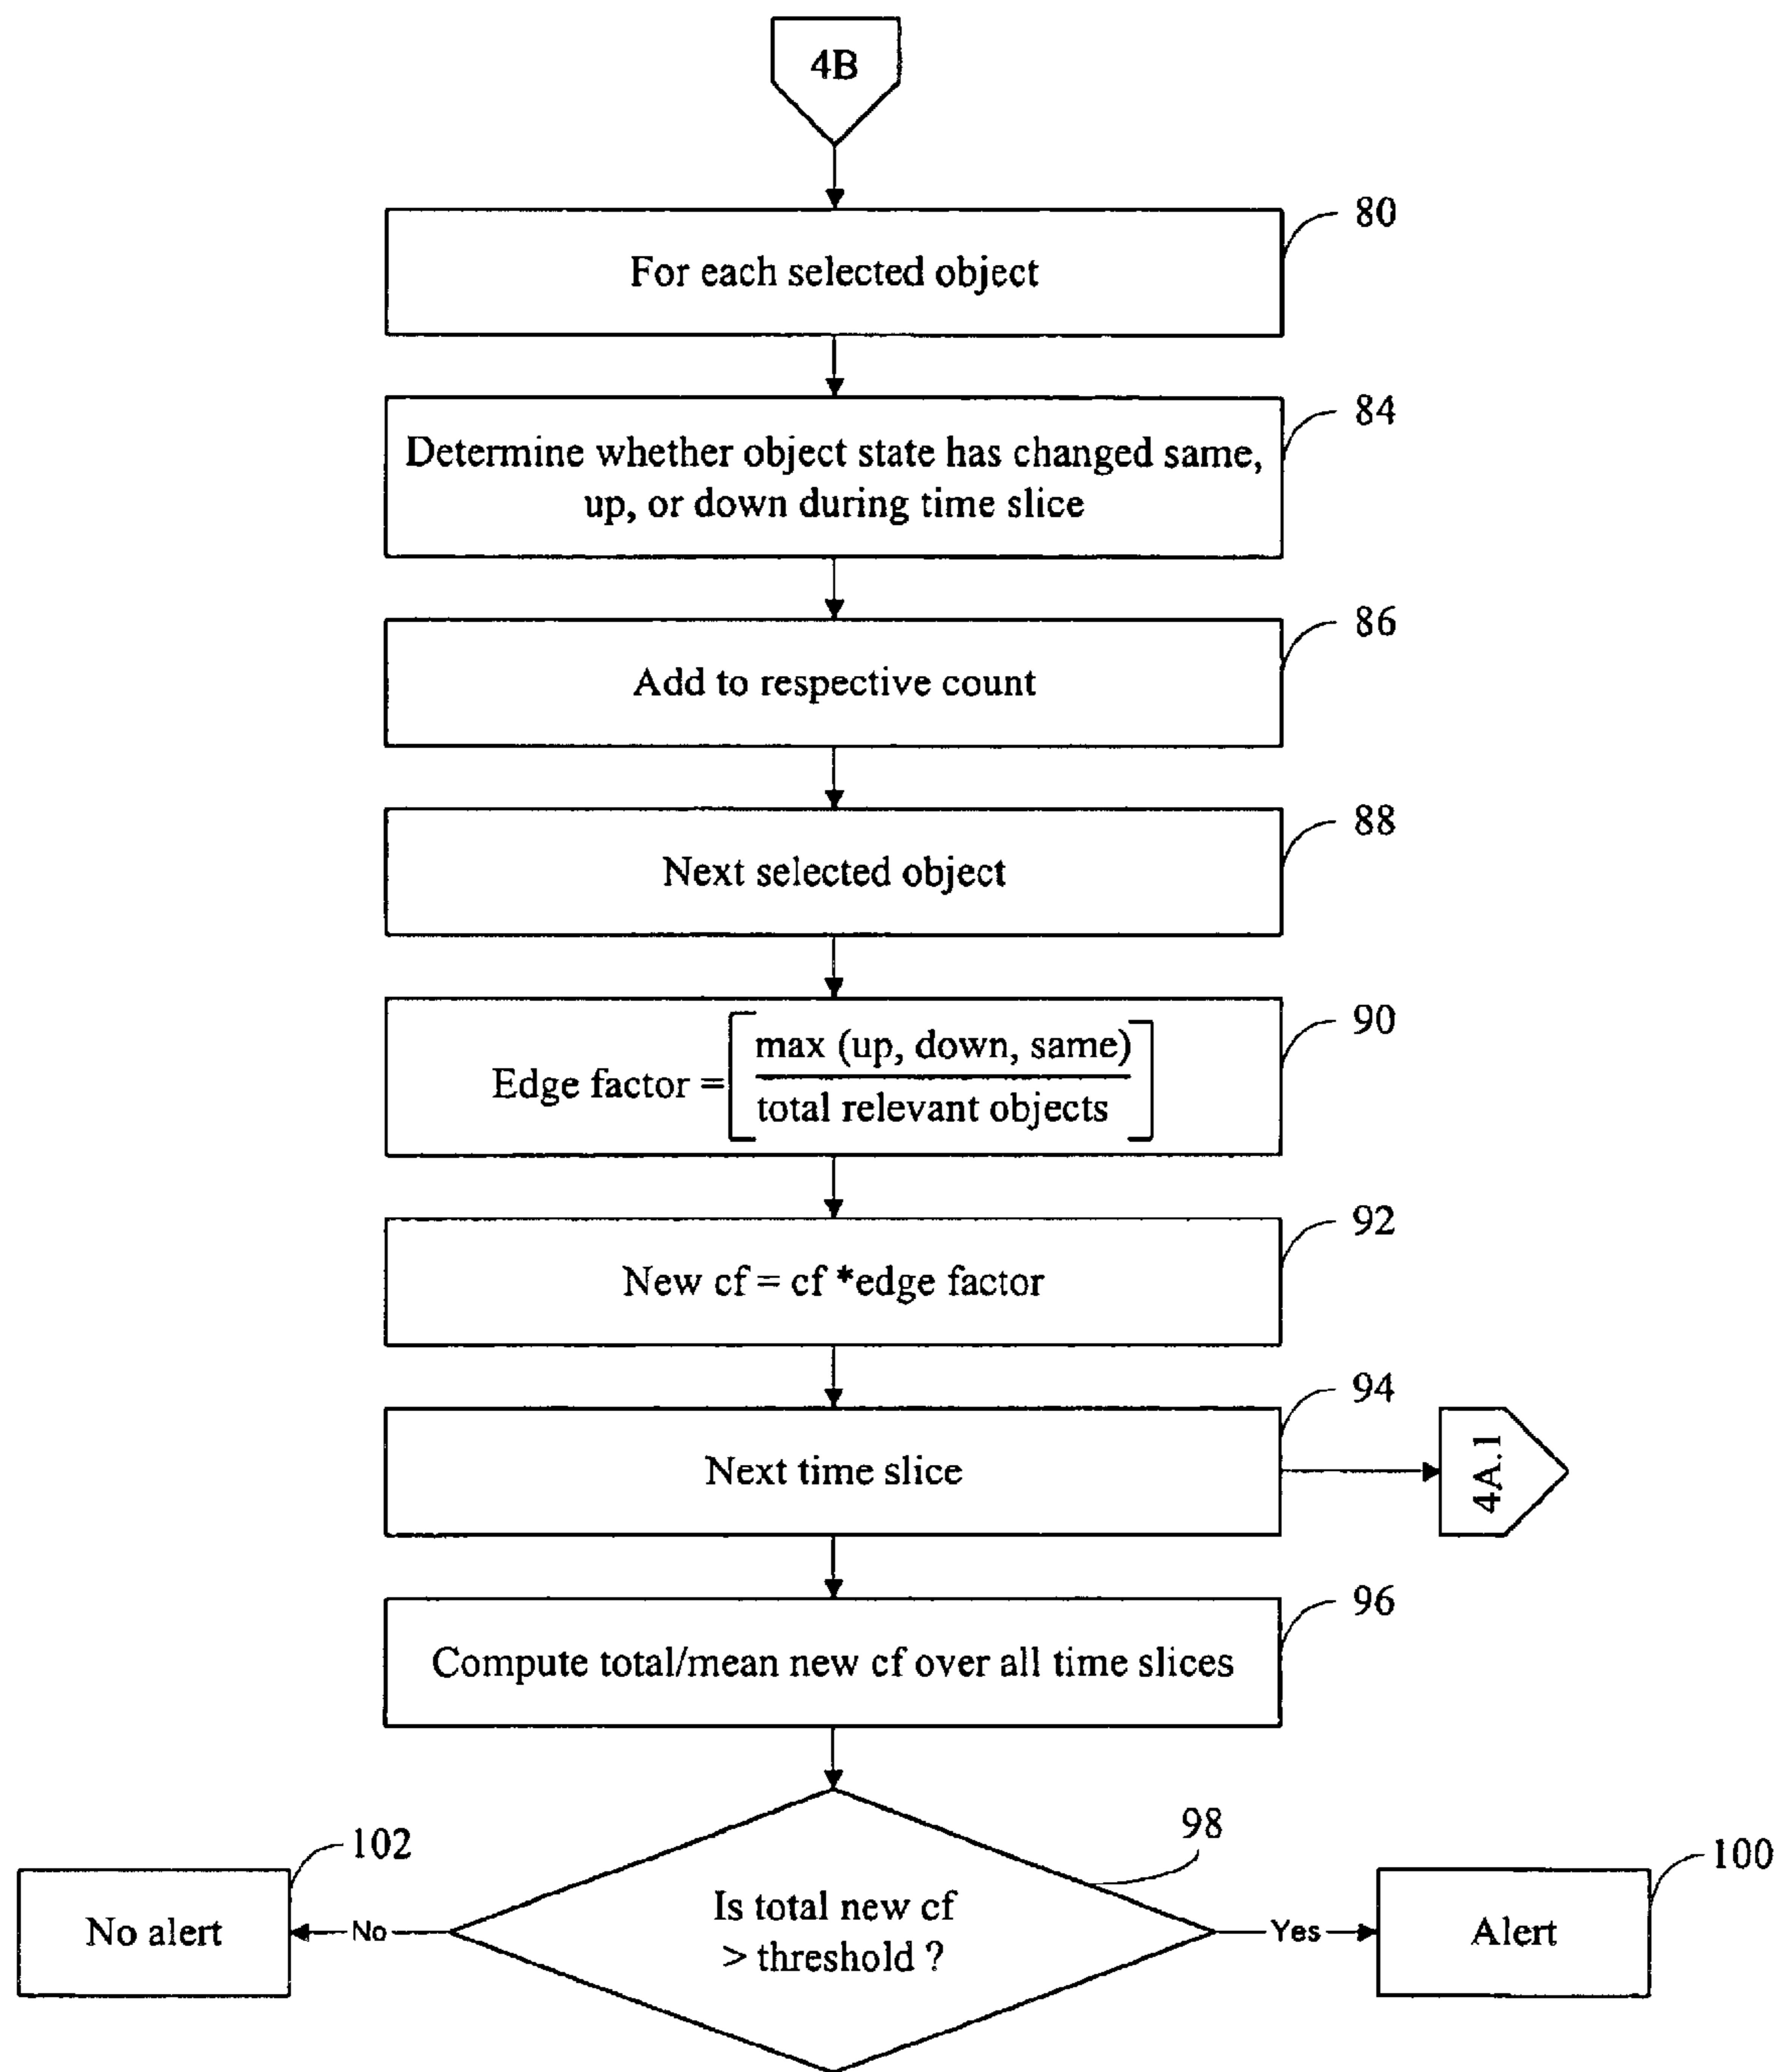 4B
80
For each selected object
84
Determine whether object state has changed same,
up, or down during time slice
86
Add to respective count
88
Next selected object
90
Edge factor = [max (up, down, same)
total relevant objects]
92
New cf = cf *edge factor
94
Next time slice
4A.1
96
Compute total/mean new cf over all time slices
98
102
100
No alert
No
Is total new cf
> threshold ?
Yes
Alert